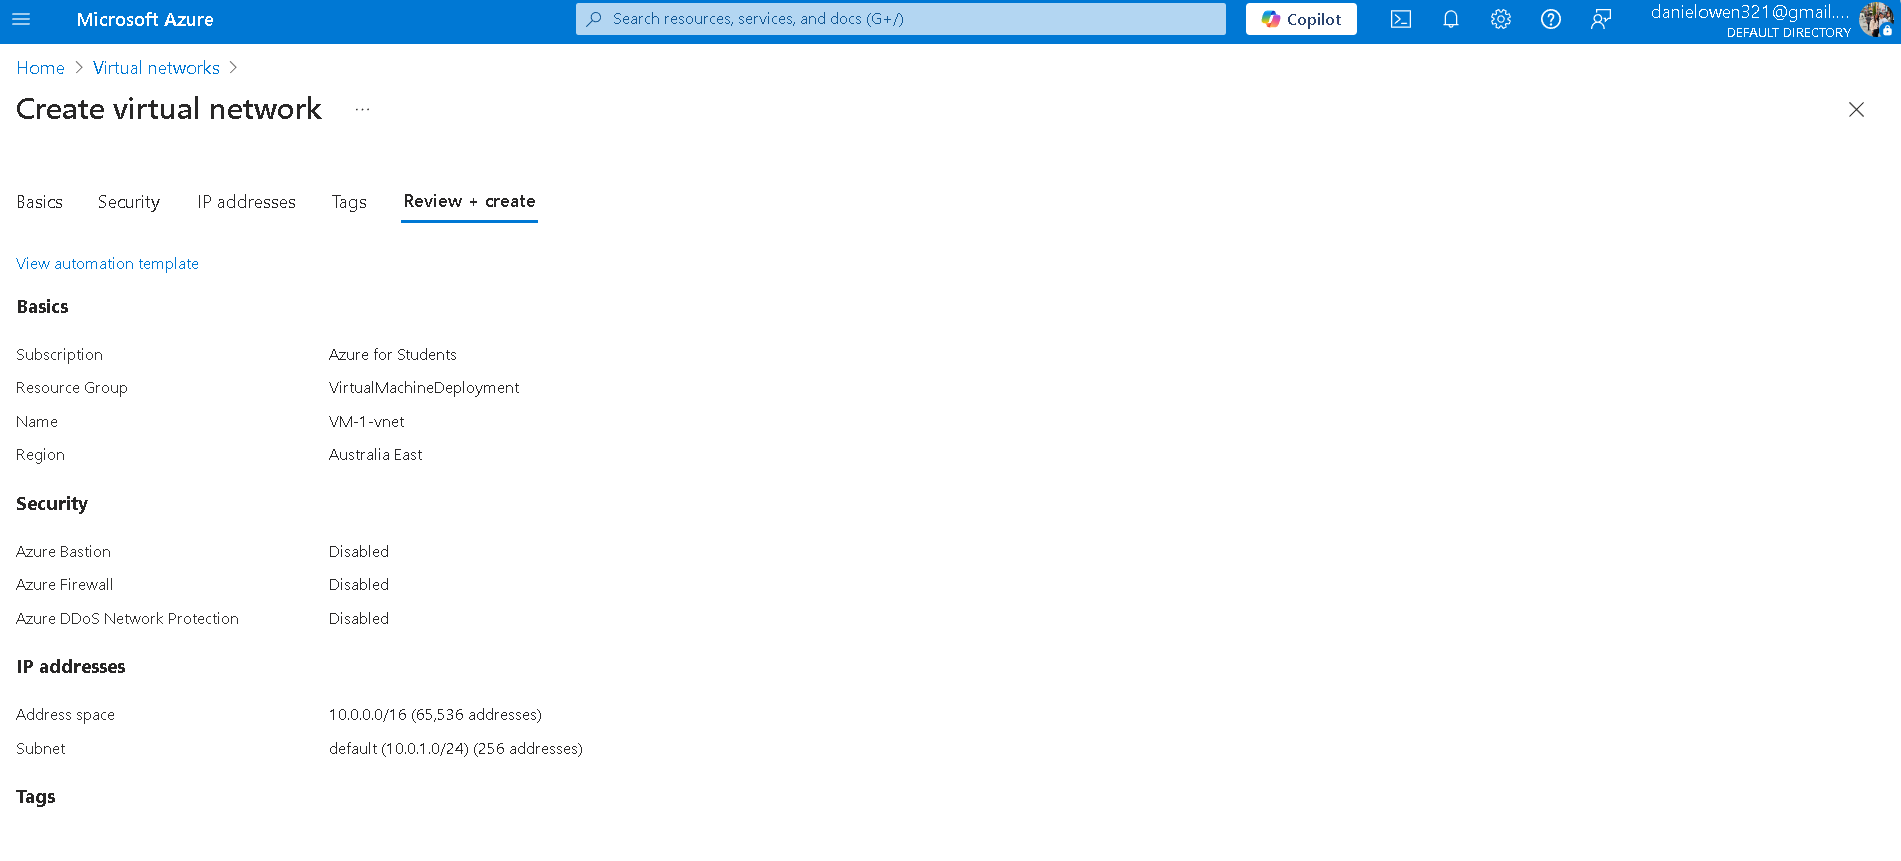 Microsoft Azure
Search resources, services, and docs (G+/)
Copilot
danielowen321@gmail....
DEFAULT DIRECTORY
Home > Virtual networks >
Create virtual network ...
Basics Security IP addresses Tags Review + create
View automation template
Basics
Subscription Azure for Students
Resource Group VirtualMachineDeployment
Name VM-1-vnet
Region Australia East
Security
Azure Bastion Disabled
Azure Firewall Disabled
Azure DDoS Network Protection Disabled
IP addresses
Address space 10.0.0.0/16 (65,536 addresses)
Subnet default (10.0.1.0/24) (256 addresses)
Tags